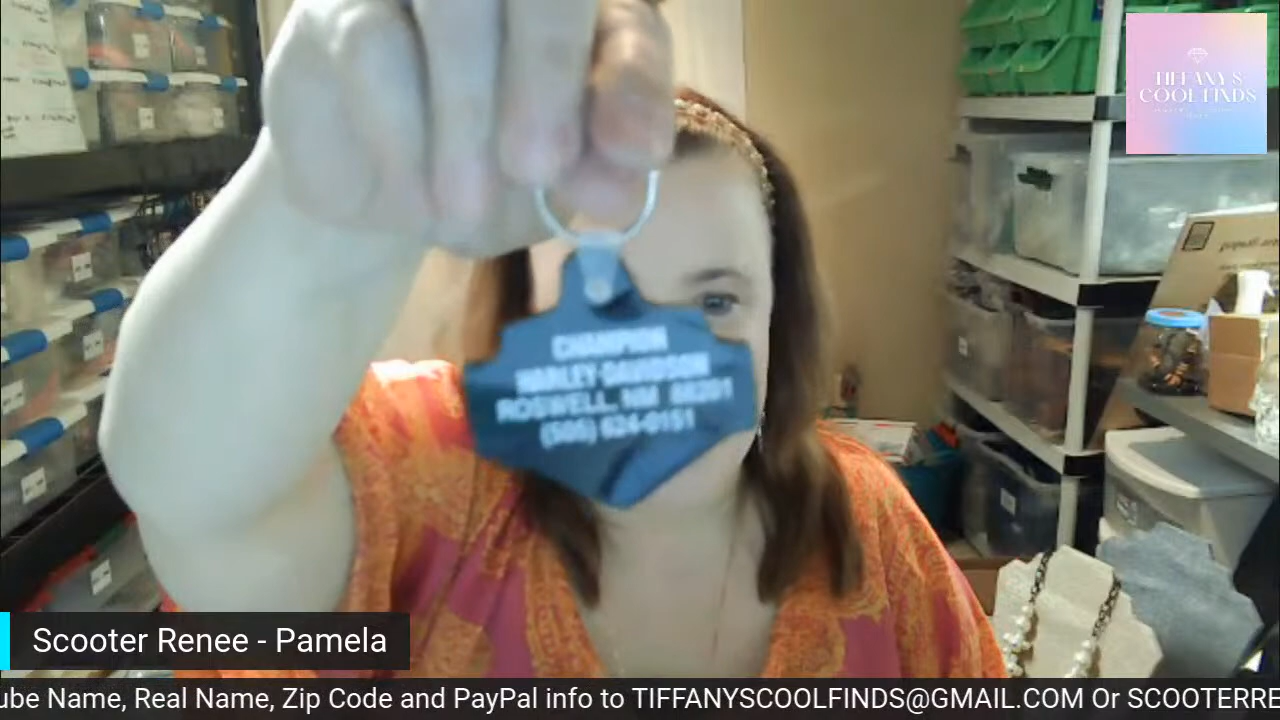 TIFFANY'S
COOL FINDS
CHAMPION
HARLEY-DAVIDSON
ROSWELL, NM 88201
(505) 624-0151
Scooter Renee - Pamela
ube Name, Real Name, Zip Code and PayPal info to TIFFANYSCOOLFINDS@GMAIL.COM Or SCOOTERRE